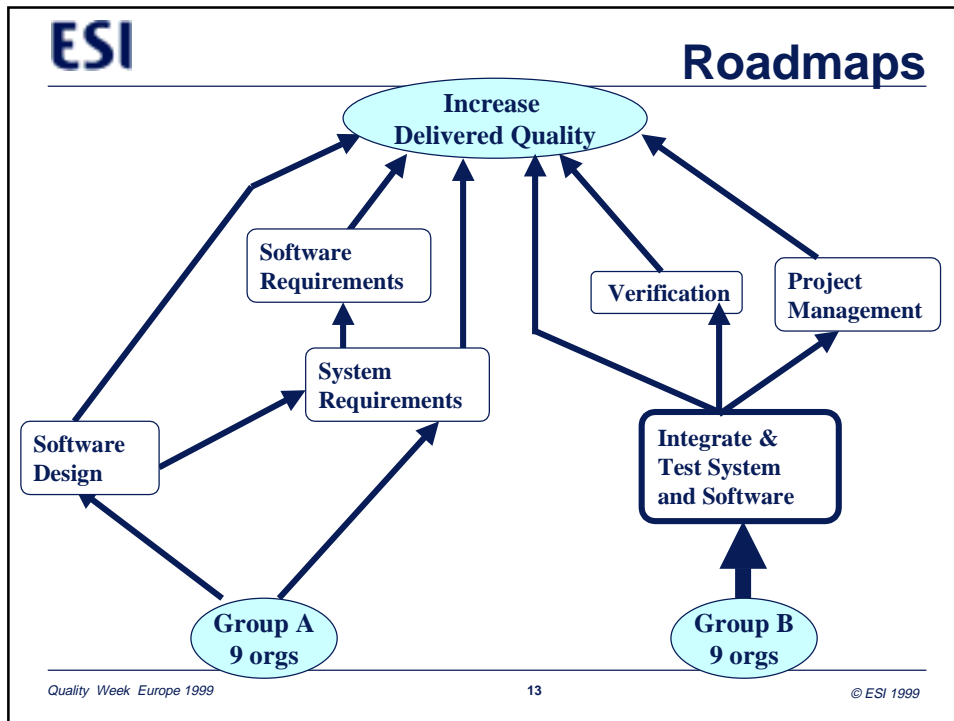 ESI
Roadmaps
Increase
Delivered Quality
Software
Requirements
Verification
Project
Management
System
Requirements
Software
Design
Integrate &
Test System
and Software
Group A
9 orgs
Group B
9 orgs
Quality Week Europe 1999
13
© ESI 1999